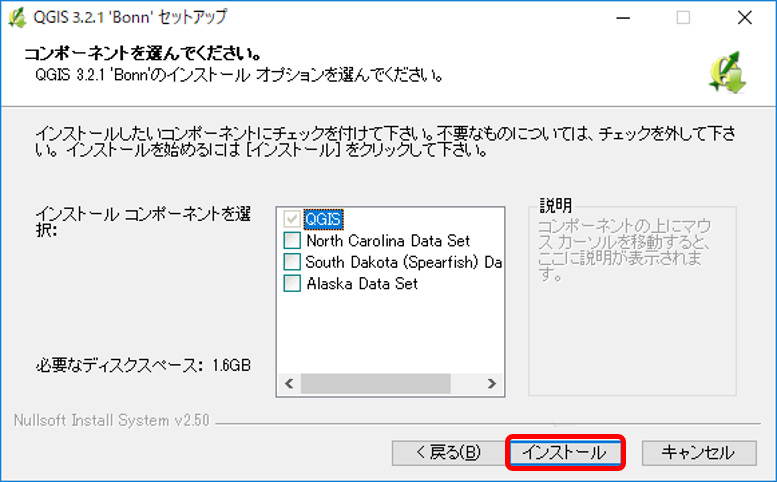 QGIS 3.2.1 'Bonn' セットアップ
コンポーネントを選んでください。
QGIS 3.2.1 'Bonn'のインストール オプションを選んでください。
インストールしたいコンポーネントにチェックを付けて下さい。不要なものについては、チェックを外して下さ
い。 インストールを始めるには [インストール] をクリックして下さい。
インストール コンポーネントを選
択:
QGIS
North Carolina Data Set
South Dakota (Spearfish) Da
Alaska Data Set
説明
コンポーネントの上にマウ
ス カーソルを移動すると、
ここに説明が表示されま
す。
必要なディスクスペース: 1.6GB
Nullsoft Install System v2.50
< 戻る(B)
インストール
キャンセル